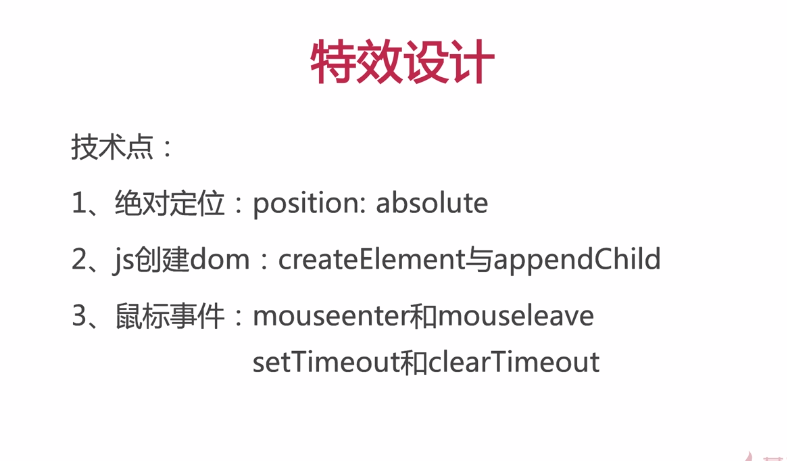 特效设计
技术点：
1、绝对定位：position: absolute
2、js创建dom：createElement与appendChild
3、鼠标事件：mouseenter和mouseleave
setTimeout和clearTimeout